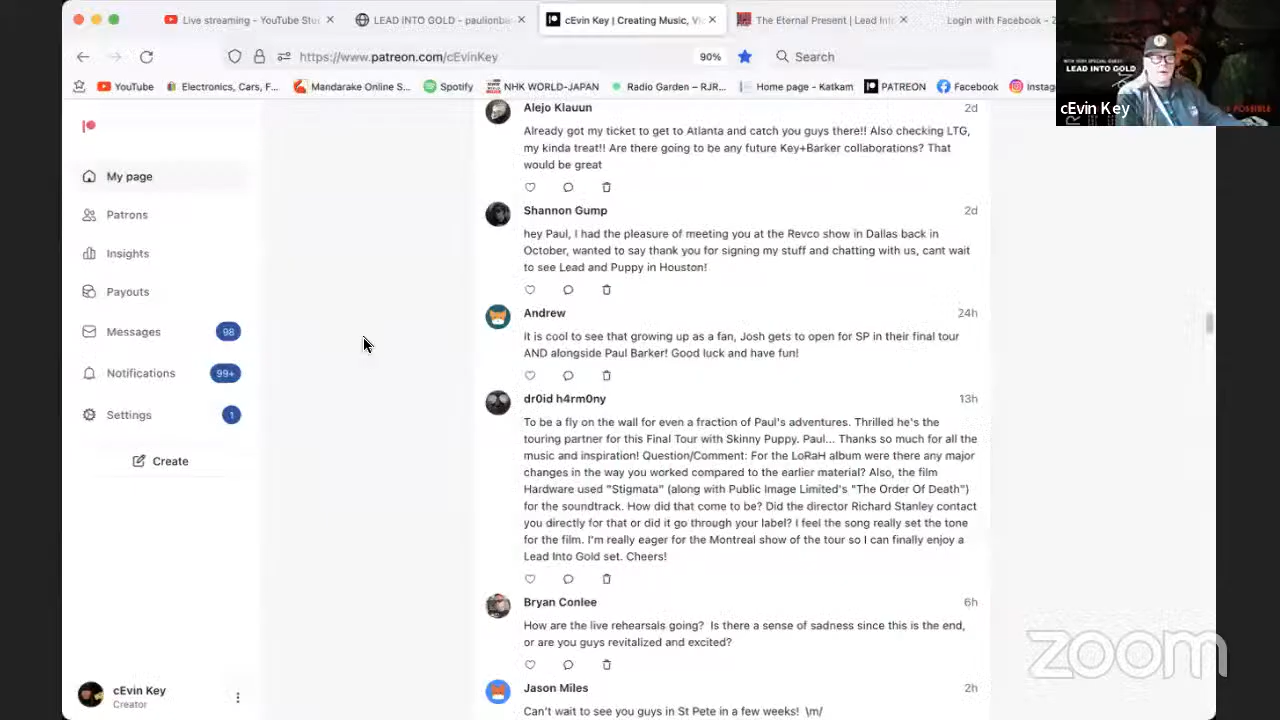 Live streaming - YouTube Stu
LEAD INTO GOLD - paulionba
cEvin Key | Creating Music, Vi
The Eternal Present | Lead Into
Login with Facebook - Z
https://www.patreon.com/cEvinKey
90%
Search
YouTube
Electronics, Cars, F...
Mandarake Online S...
Spotify
NHK WORLD-JAPAN
Radio Garden – RJR...
Home page - Katkam
PATREON
Facebook
Instag
WITH VERY SPECIAL GUEST
LEAD INTO GOLD
POSSIBLE
cEvin Key
My page
Patrons
Insights
Payouts
Messages
98
Notifications
99+
Settings
1
Create
cEvin Key
Creator
Alejo Klauun
2d
Already got my ticket to get to Atlanta and catch you guys there!! Also checking LTG,
my kinda treat!! Are there going to be any future Key+Barker collaborations? That
would be great
Shannon Gump
2d
hey Paul, I had the pleasure of meeting you at the Revco show in Dallas back in
October, wanted to say thank you for signing my stuff and chatting with us, cant wait
to see Lead and Puppy in Houston!
Andrew
24h
It is cool to see that growing up as a fan, Josh gets to open for SP in their final tour
AND alongside Paul Barker! Good luck and have fun!
dr0id h4rm0ny
13h
To be a fly on the wall for even a fraction of Paul's adventures. Thrilled he's the
touring partner for this Final Tour with Skinny Puppy. Paul... Thanks so much for all the
music and inspiration! Question/Comment: For the LoRaH album were there any major
changes in the way you worked compared to the earlier material? Also, the film
Hardware used "Stigmata" (along with Public Image Limited's "The Order Of Death")
for the soundtrack. How did that come to be? Did the director Richard Stanley contact
you directly for that or did it go through your label? I feel the song really set the tone
for the film. I'm really eager for the Montreal show of the tour so I can finally enjoy a
Lead Into Gold set. Cheers!
Bryan Conlee
6h
How are the live rehearsals going?  Is there a sense of sadness since this is the end,
or are you guys revitalized and excited?
Jason Miles
2h
Can't wait to see you guys in St Pete in a few weeks!  \m/
zoom